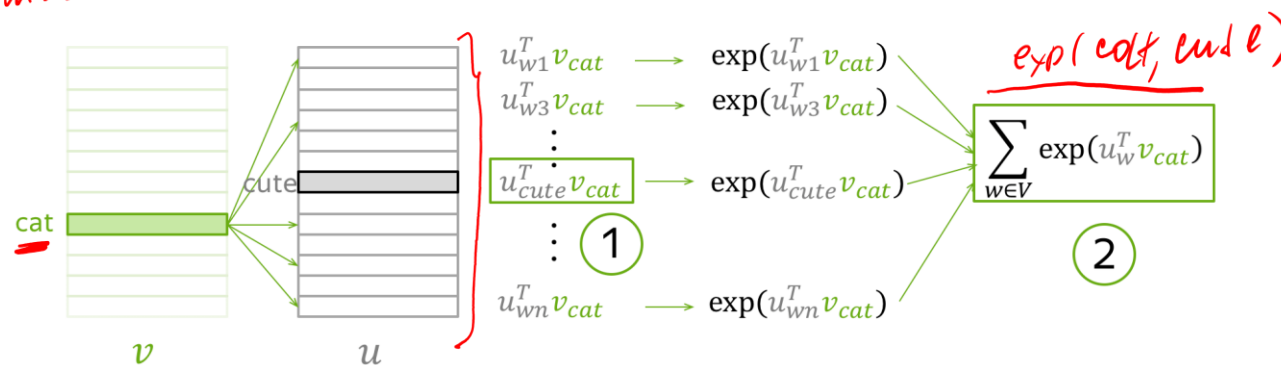 u_{w1}^T v_{cat} → exp(u_{w1}^T v_{cat})
u_{w3}^T v_{cat} → exp(u_{w3}^T v_{cat})
⋮
cute u_{cute}^T v_{cat} → exp(u_{cute}^T v_{cat})
∑_{w∈V} exp(u_w^T v_{cat})
exp(
cat
⋮
1
2
u_{wn}^T v_{cat} → exp(u_{wn}^T v_{cat})
v
u